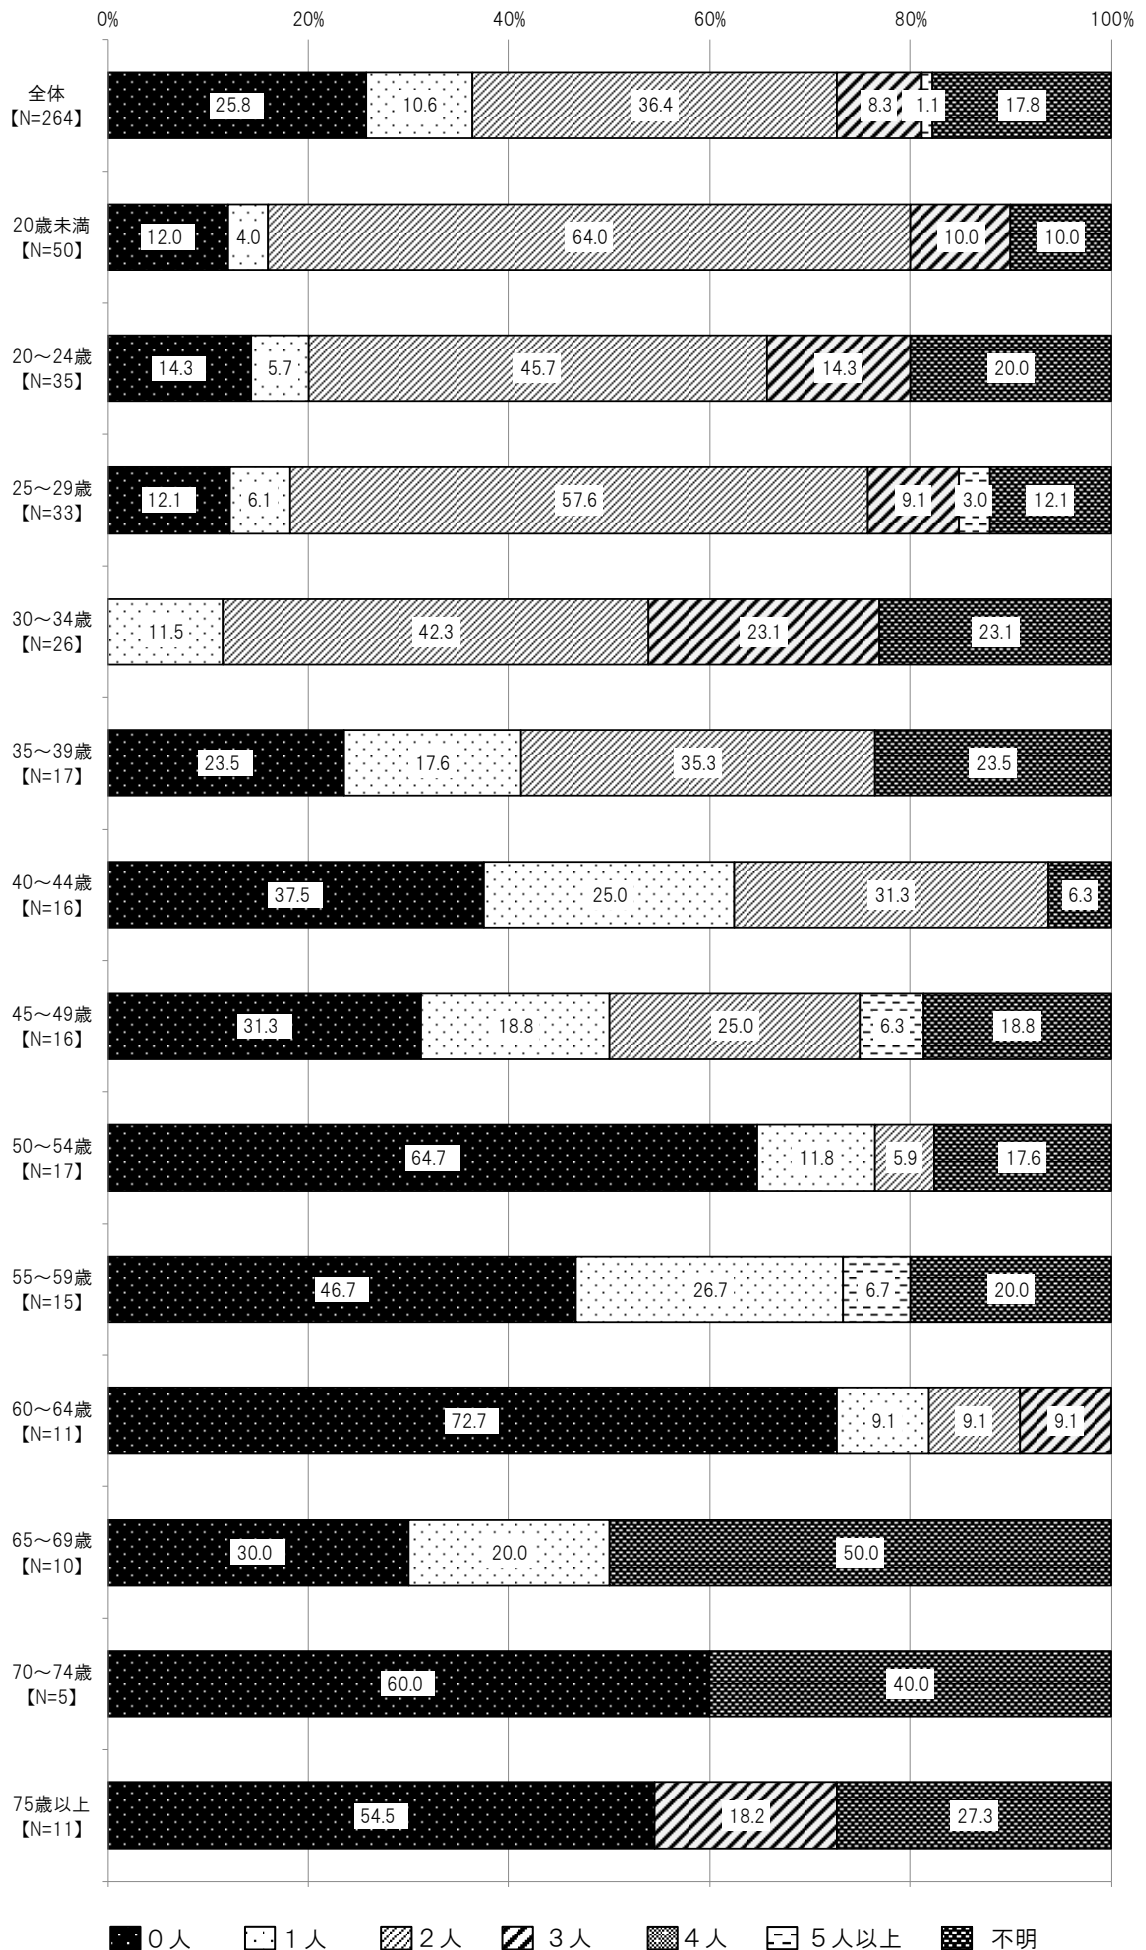 0% 20% 40% 60% 80% 100%
全体
【N=264】
25.8 10.6 36.4 8.3 1.1 17.8
20歳未満
【N=50】
12.0 4.0 64.0 10.0 10.0
20～24歳
【N=35】
14.3 5.7 45.7 14.3 20.0
25～29歳
【N=33】
12.1 6.1 57.6 9.1 3.0 12.1
30～34歳
【N=26】
11.5 42.3 23.1 23.1
35～39歳
【N=17】
23.5 17.6 35.3 23.5
40～44歳
【N=16】
37.5 25.0 31.3 6.3
45～49歳
【N=16】
31.3 18.8 25.0 6.3 18.8
50～54歳
【N=17】
64.7 11.8 5.9 17.6
55～59歳
【N=15】
46.7 26.7 6.7 20.0
60～64歳
【N=11】
72.7 9.1 9.1 9.1
65～69歳
【N=10】
30.0 20.0 50.0
70～74歳
【N=5】
60.0 40.0
75歳以上
【N=11】
54.5 18.2 27.3
０人 １人 ２人 ３人 ４人 ５人以上 不明